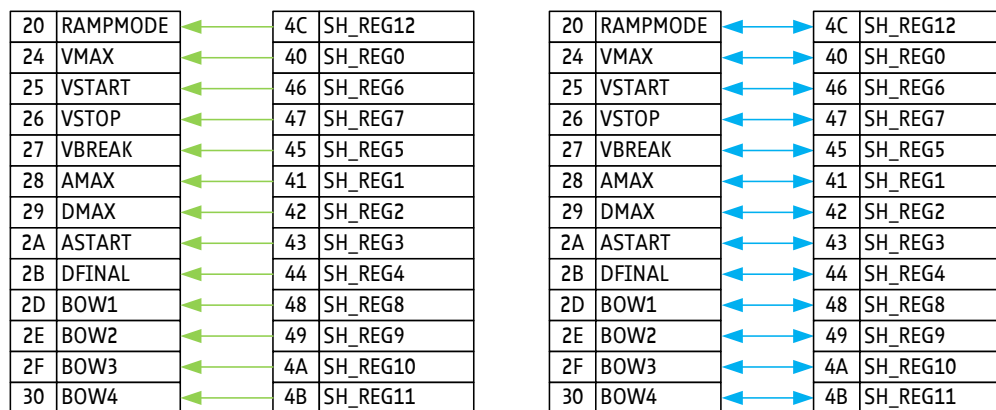 20 RAMPMODE 4C SH_REG12 20 RAMPMODE 4C SH_REG12
24 VMAX 40 SH_REG0 24 VMAX 40 SH_REG0
25 VSTART 46 SH_REG6 25 VSTART 46 SH_REG6
26 VSTOP 47 SH_REG7 26 VSTOP 47 SH_REG7
27 VBREAK 45 SH_REG5 27 VBREAK 45 SH_REG5
28 AMAX 41 SH_REG1 28 AMAX 41 SH_REG1
29 DMAX 42 SH_REG2 29 DMAX 42 SH_REG2
2A ASTART 43 SH_REG3 2A ASTART 43 SH_REG3
2B DFINAL 44 SH_REG4 2B DFINAL 44 SH_REG4
2D BOW1 48 SH_REG8 2D BOW1 48 SH_REG8
2E BOW2 49 SH_REG9 2E BOW2 49 SH_REG9
2F BOW3 4A SH_REG10 2F BOW3 4A SH_REG10
30 BOW4 4B SH_REG11 30 BOW4 4B SH_REG11